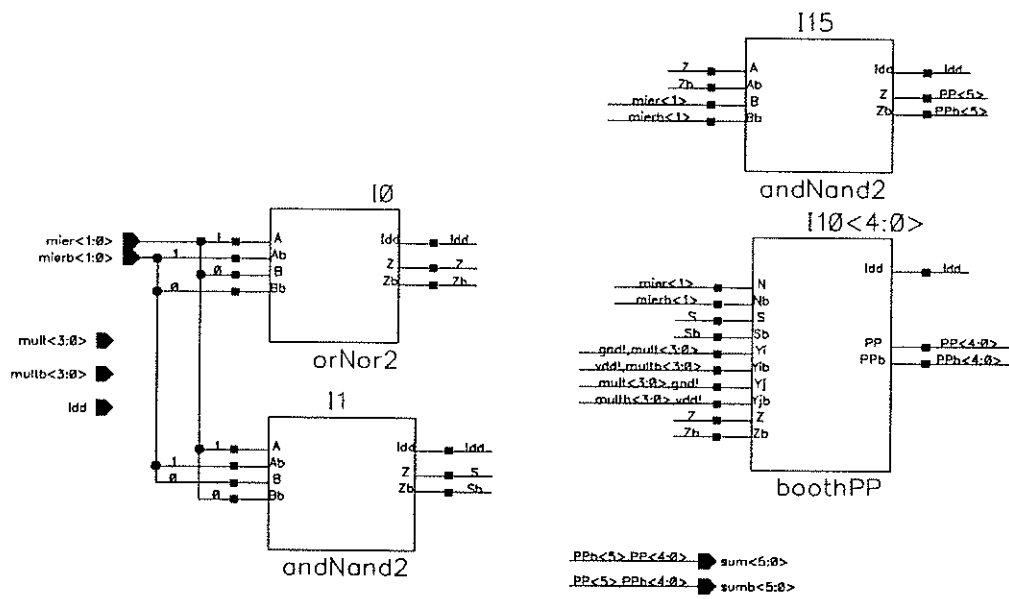 I15
Z A Idd Idd
Zb Ab
mier<1> B Z PP<5>
mierb<1> Bb Zb PPb<5>
andNand2
I0
mier<1:0> 1 A Idd Idd
mierb<1:0> 1 Ab
0 B Z Z
0 Bb Zb Zb
orNor2
mult<3:0>
multb<3:0>
Idd
I1
1 A Idd Idd
1 Ab Z S
0 B Zb Sb
0 Bb
andNand2
I10<4:0>
Idd Idd
mier<1> N
mierb<1> Nb
S S
Sb Sb
gnd!,mult<3:0> Yi PP PP<4:0>
vdd!,multb<3:0> Yib PPb PPb<4:0>
mult<3:0>,gnd! Yj
multb<3:0>,vdd! Yjb
Z Z
Zb Zb
boothPP
PPb<5>,PP<4:0> sum<5:0>
PP<5>,PPb<4:0> sumb<5:0>